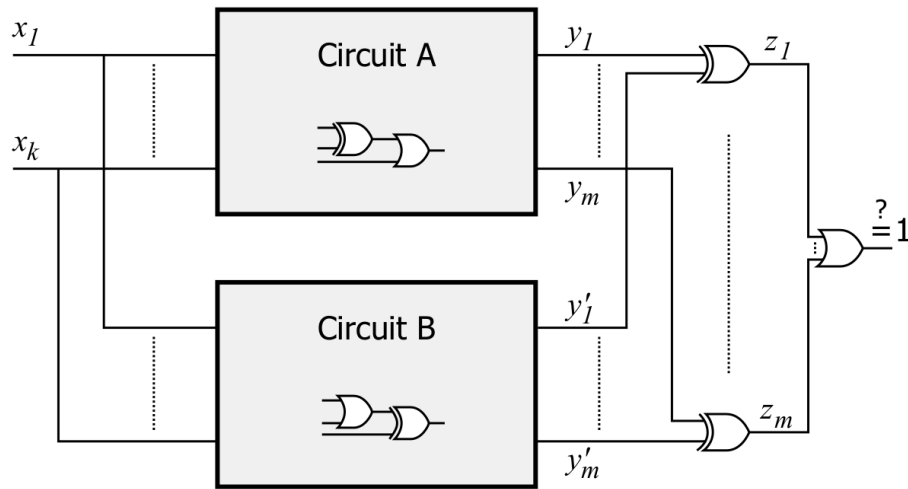 x₁
Circuit A
y₁
z₁
xₖ
yₘ
? = 1
Circuit B
y′₁
zₘ
y′ₘ